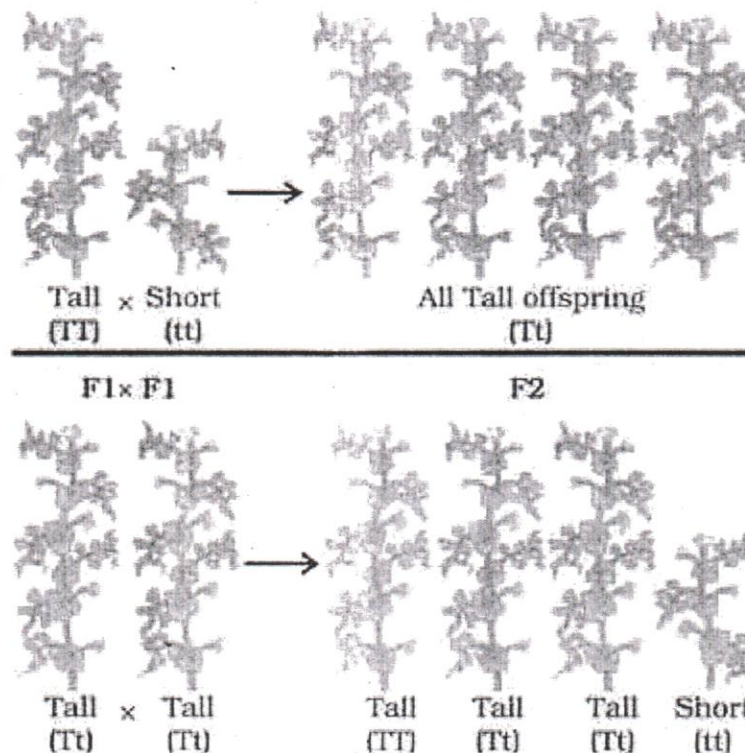 Tall × Short
(TT) (tt)
All Tall offspring
(Tt)
F1 × F1
F2
Tall × Tall
(Tt) (Tt)
Tall Tall Tall Short
(TT) (Tt) (Tt) (tt)